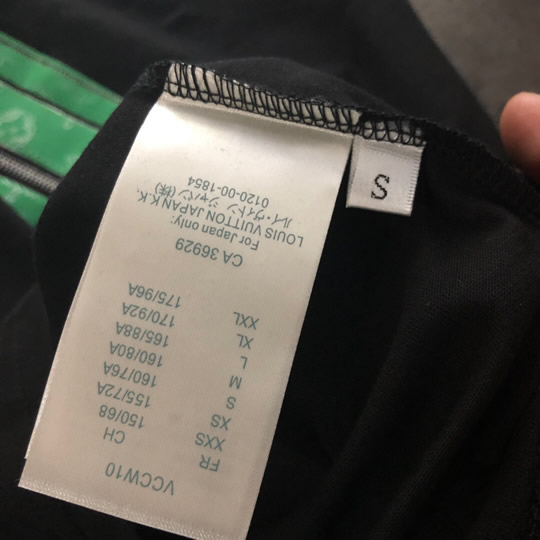 VCCW10
FR CH
XXS 150/68
XS 155/72A
S 160/76A
M 160/80A
L 165/88A
XL 170/92A
XXL 175/96A
CA 36929
For Japan only:
LOUIS VUITTON JAPAN K.K.
ルイ・ヴィトン ジャパン(株)
0120-00-1854
S